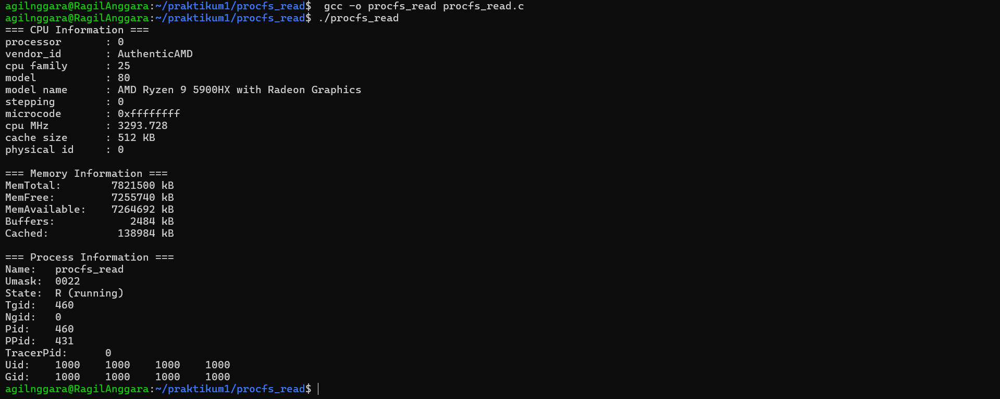 agilnggara@RagilAnggara:~/praktikum1/procfs_read$  gcc -o procfs_read procfs_read.c
agilnggara@RagilAnggara:~/praktikum1/procfs_read$ ./procfs_read
=== CPU Information ===
processor       : 0
vendor_id       : AuthenticAMD
cpu family      : 25
model           : 80
model name      : AMD Ryzen 9 5900HX with Radeon Graphics
stepping        : 0
microcode       : 0xffffffff
cpu MHz         : 3293.728
cache size      : 512 KB
physical id     : 0

=== Memory Information ===
MemTotal:        7821500 kB
MemFree:         7255740 kB
MemAvailable:    7264692 kB
Buffers:            2484 kB
Cached:           138984 kB

=== Process Information ===
Name:   procfs_read
Umask:  0022
State:  R (running)
Tgid:   460
Ngid:   0
Pid:    460
PPid:   431
TracerPid:      0
Uid:    1000    1000    1000    1000
Gid:    1000    1000    1000    1000
agilnggara@RagilAnggara:~/praktikum1/procfs_read$